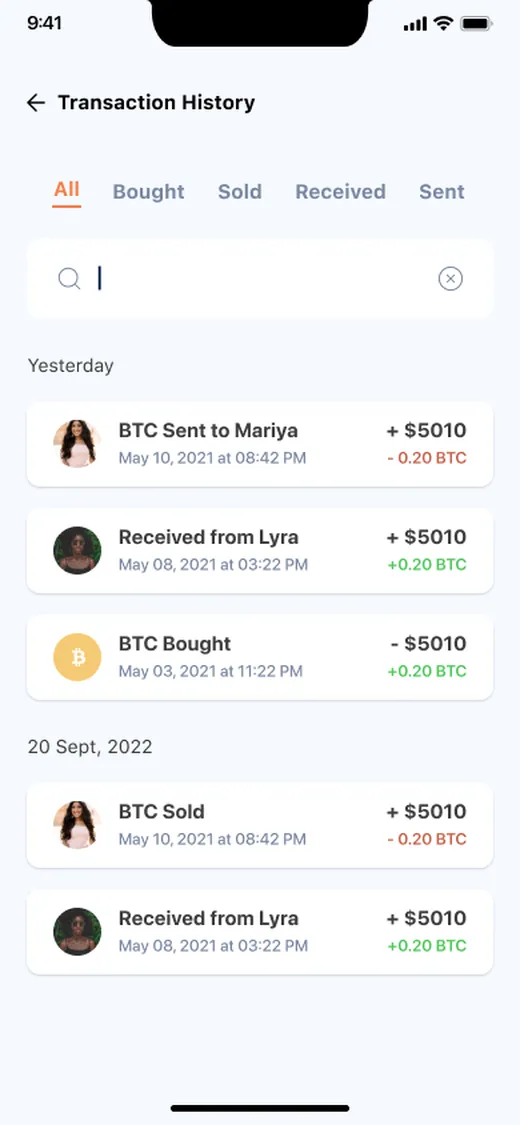 9:41
Transaction History
All Bought Sold Received Sent
Yesterday
BTC Sent to Mariya + $5010
May 10, 2021 at 08:42 PM - 0.20 BTC
Received from Lyra + $5010
May 08, 2021 at 03:22 PM +0.20 BTC
BTC Bought - $5010
May 03, 2021 at 11:22 PM +0.20 BTC
20 Sept, 2022
BTC Sold + $5010
May 10, 2021 at 08:42 PM - 0.20 BTC
Received from Lyra + $5010
May 08, 2021 at 03:22 PM +0.20 BTC